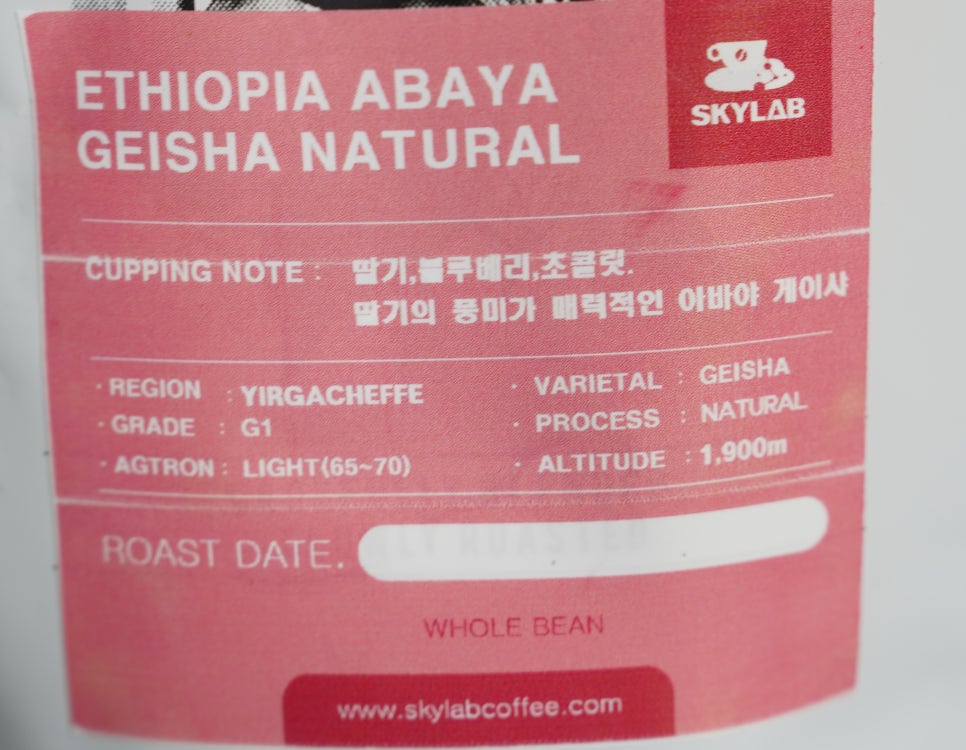 ETHIOPIA ABAYA
GEISHA NATURAL
SKYLAB
CUPPING NOTE : 딸기,블루베리,초콜릿.
딸기의 풍미가 매력적인 아바야 게이샤
· REGION : YIRGACHEFFE
· GRADE : G1
· AGTRON : LIGHT(65~70)
· VARIETAL : GEISHA
· PROCESS : NATURAL
· ALTITUDE : 1,900m
ROAST DATE.
ROASTED
WHOLE BEAN
www.skylabcoffee.com